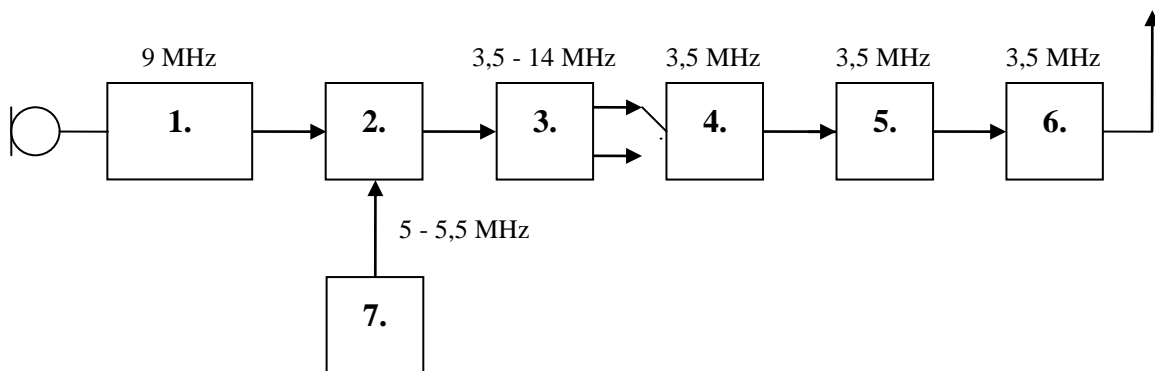 9 MHz
3,5 - 14 MHz
3,5 MHz
3,5 MHz
3,5 MHz
1.
2.
3.
4.
5.
6.
5 - 5,5 MHz
7.